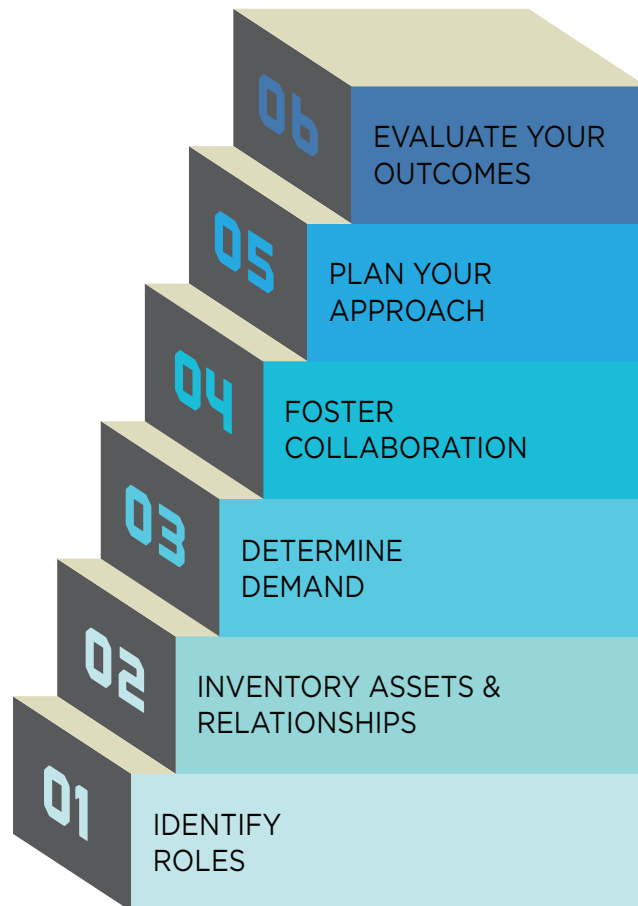 06
EVALUATE YOUR
OUTCOMES
05
PLAN YOUR
APPROACH
04
FOSTER
COLLABORATION
03
DETERMINE
DEMAND
02
INVENTORY ASSETS &
RELATIONSHIPS
01
IDENTIFY
ROLES